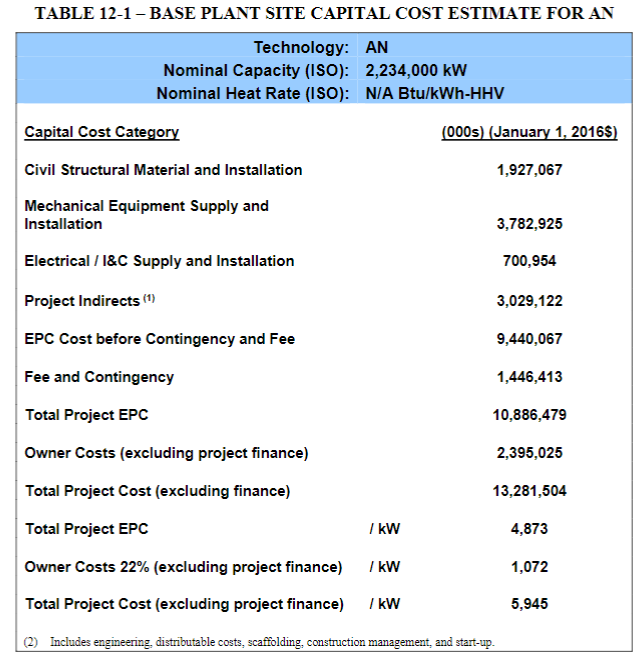 TABLE 12-1 – BASE PLANT SITE CAPITAL COST ESTIMATE FOR AN
Technology: AN
Nominal Capacity (ISO): 2,234,000 kW
Nominal Heat Rate (ISO): N/A Btu/kWh-HHV
Capital Cost Category (000s) (January 1, 2016$)
Civil Structural Material and Installation 1,927,067
Mechanical Equipment Supply and
Installation 3,782,925
Electrical / I&C Supply and Installation 700,954
Project Indirects (1) 3,029,122
EPC Cost before Contingency and Fee 9,440,067
Fee and Contingency 1,446,413
Total Project EPC 10,886,479
Owner Costs (excluding project finance) 2,395,025
Total Project Cost (excluding finance) 13,281,504
Total Project EPC / kW 4,873
Owner Costs 22% (excluding project finance) / kW 1,072
Total Project Cost (excluding project finance) / kW 5,945
(2) Includes engineering, distributable costs, scaffolding, construction management, and start-up.